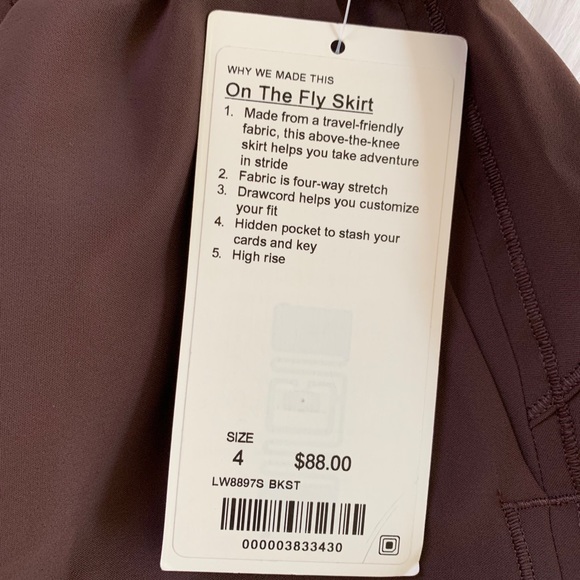 WHY WE MADE THIS
On The Fly Skirt
1. Made from a travel-friendly
fabric, this above-the-knee
skirt helps you take adventure
in stride
2. Fabric is four-way stretch
3. Drawcord helps you customize
your fit
4. Hidden pocket to stash your
cards and key
5. High rise
SIZE
4 $88.00
LW8897S BKST
000003833430